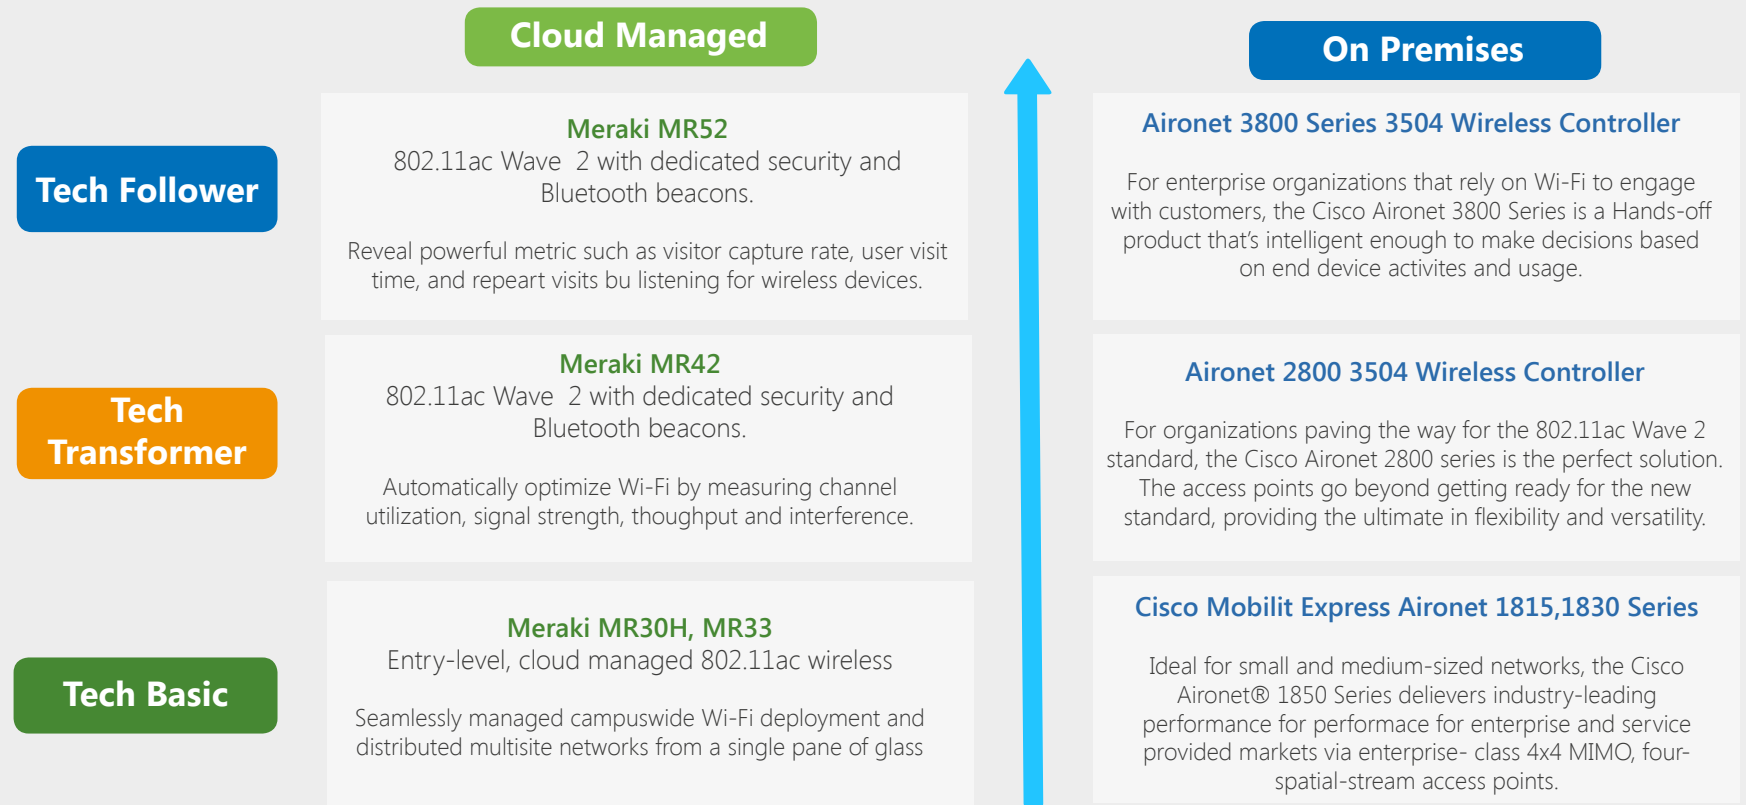 Cloud Managed
On Premises
Tech Follower
Meraki MR52
802.11ac Wave  2 with dedicated security and
Bluetooth beacons.
Reveal powerful metric such as visitor capture rate, user visit
time, and repeart visits bu listening for wireless devices.
Aironet 3800 Series 3504 Wireless Controller
For enterprise organizations that rely on Wi-Fi to engage
with customers, the Cisco Aironet 3800 Series is a Hands-off
product that's intelligent enough to make decisions based
on end device activites and usage.
Tech
Transformer
Meraki MR42
802.11ac Wave  2 with dedicated security and
Bluetooth beacons.
Automatically optimize Wi-Fi by measuring channel
utilization, signal strength, thoughput and interference.
Aironet 2800 3504 Wireless Controller
For organizations paving the way for the 802.11ac Wave 2
standard, the Cisco Aironet 2800 series is the perfect solution.
The access points go beyond getting ready for the new
standard, providing the ultimate in flexibility and versatility.
Tech Basic
Meraki MR30H, MR33
Entry-level, cloud managed 802.11ac wireless
Seamlessly managed campuswide Wi-Fi deployment and
distributed multisite networks from a single pane of glass
Cisco Mobilit Express Aironet 1815,1830 Series
Ideal for small and medium-sized networks, the Cisco
Aironet® 1850 Series delievers industry-leading
performance for performace for enterprise and service
provided markets via enterprise- class 4x4 MIMO, four-
spatial-stream access points.